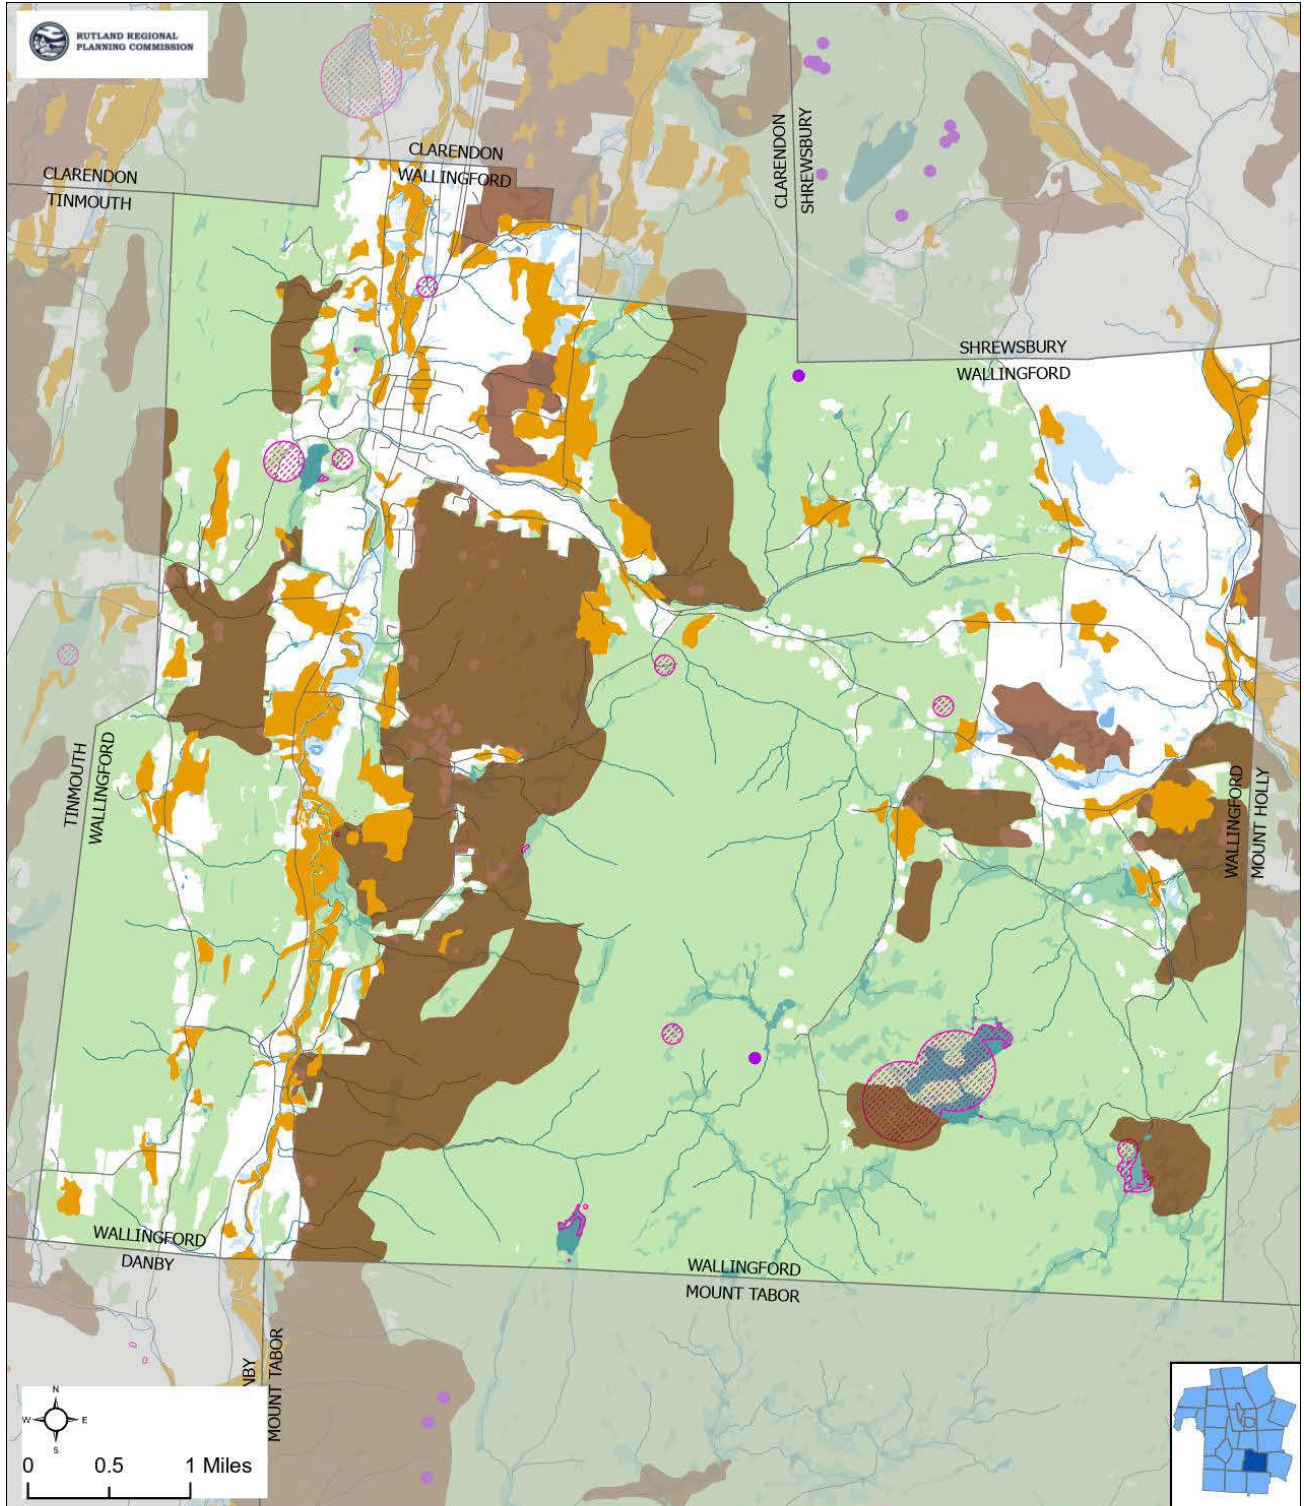 RUTLAND REGIONAL
PLANNING COMMISSION
CLARENDON
WALLINGFORD
CLARENDON
TINMOUTH
CLARENDON
SHREWSBURY
SHREWSBURY
WALLINGFORD
TINMOUTH
WALLINGFORD
WALLINGFORD
MOUNT HOLLY
WALLINGFORD
DANBY
WALLINGFORD
MOUNT TABOR
NBY
MOUNT TABOR
N
W E
S
0 0.5 1 Miles